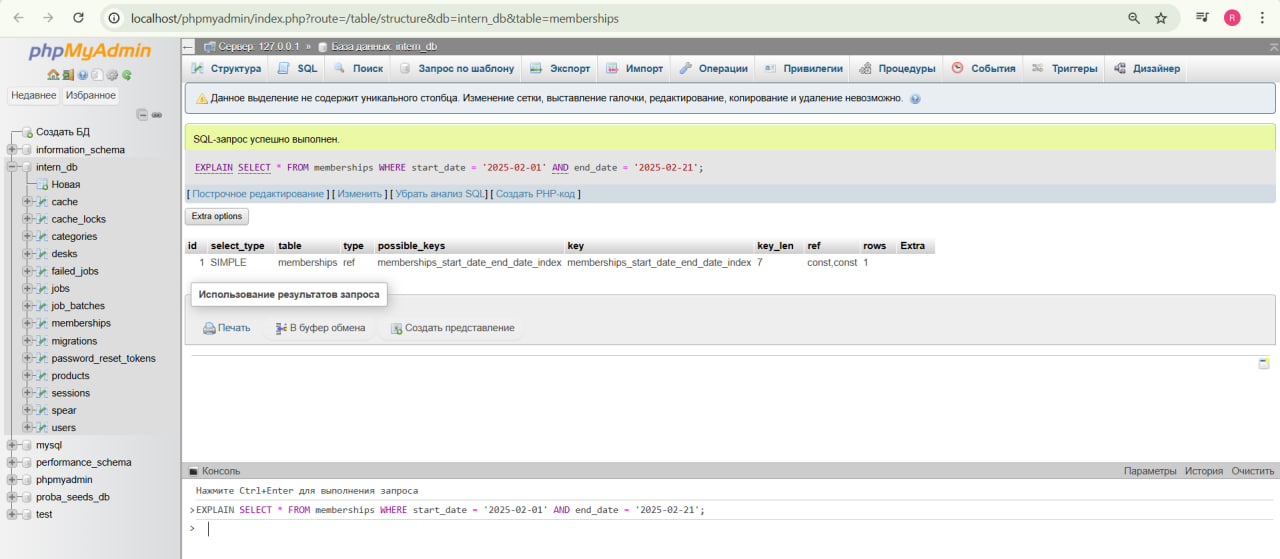 localhost/phpmyadmin/index.php?route=/table/structure&db=intern_db&table=memberships
R
phpMyAdmin
Недавнее Избранное
Создать БД
information_schema
intern_db
Новая
cache
cache_locks
categories
desks
failed_jobs
jobs
job_batches
memberships
migrations
password_reset_tokens
products
sessions
spear
users
mysql
performance_schema
phpmyadmin
proba_seeds_db
test
Сервер: 127.0.0.1 » База данных: intern_db
Структура SQL Поиск Запрос по шаблону Экспорт Импорт Операции Привилегии Процедуры События Триггеры Дизайнер
Данное выделение не содержит уникального столбца. Изменение сетки, выставление галочки, редактирование, копирование и удаление невозможно.
SQL-запрос успешно выполнен.
EXPLAIN SELECT * FROM memberships WHERE start_date = '2025-02-01' AND end_date = '2025-02-21';
[ Построчное редактирование ] [ Изменить ] [ Убрать анализ SQL] [ Создать PHP-код ]
Extra options
id select_type table type possible_keys key key_len ref rows Extra
1 SIMPLE memberships ref memberships_start_date_end_date_index memberships_start_date_end_date_index 7 const,const 1
Использование результатов запроса
Печать В буфер обмена Создать представление
Консоль Параметры История Очистить
Нажмите Ctrl+Enter для выполнения запроса
>EXPLAIN SELECT * FROM memberships WHERE start_date = '2025-02-01' AND end_date = '2025-02-21';
>